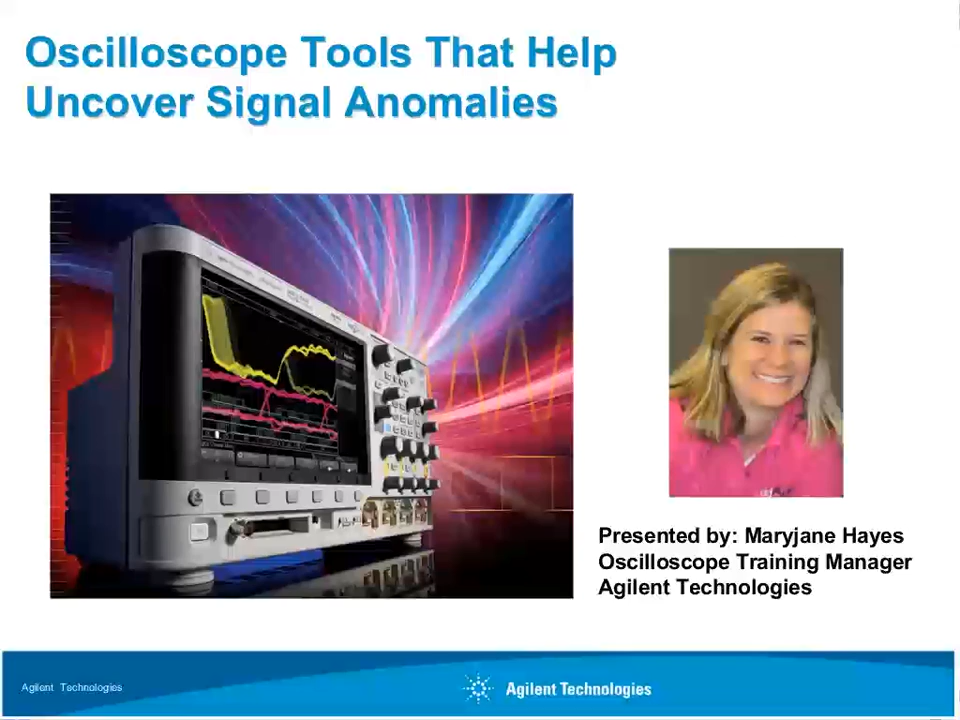 Oscilloscope Tools That Help
Uncover Signal Anomalies
Presented by: Maryjane Hayes
Oscilloscope Training Manager
Agilent Technologies
Agilent Technologies
Agilent Technologies